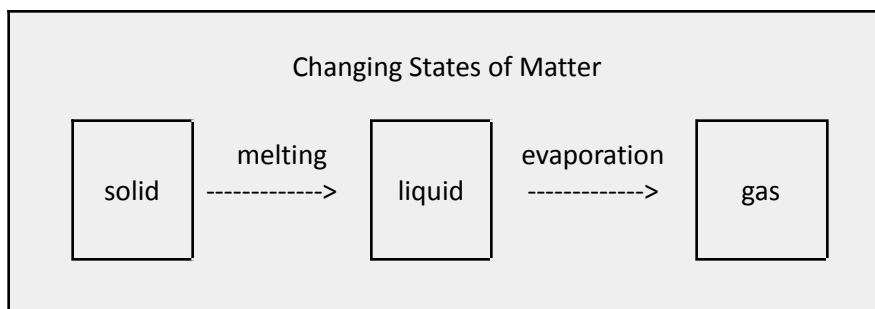 Changing States of Matter
melting
evaporation
solid
------------->
liquid
------------->
gas